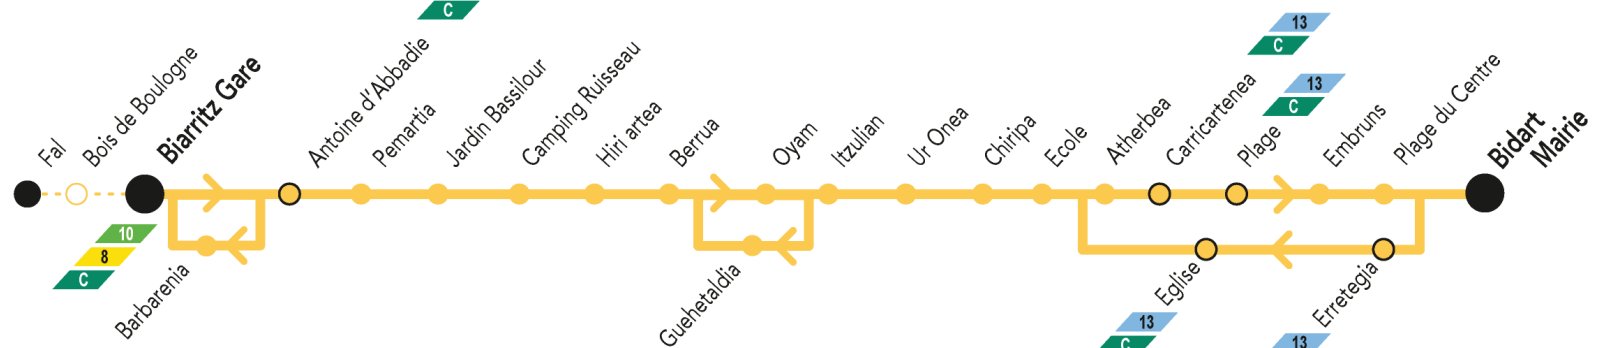 Fal
Bois de Boulogne
Biarritz Gare
10
8
C
Barbarenia
C
Antoine d'Abbadie
Pemartia
Jardin Bassilour
Camping Ruisseau
Hiri artea
Berrua
Oyam
Guehetaldia
Itzulian
Ur Onea
Chiripa
Ecole
Atherbea
13
C
Carricartenea
13
C
Plage
Embruns
Plage du Centre
Bidart
Mairie
Eglise
13
C
Erretegia
13